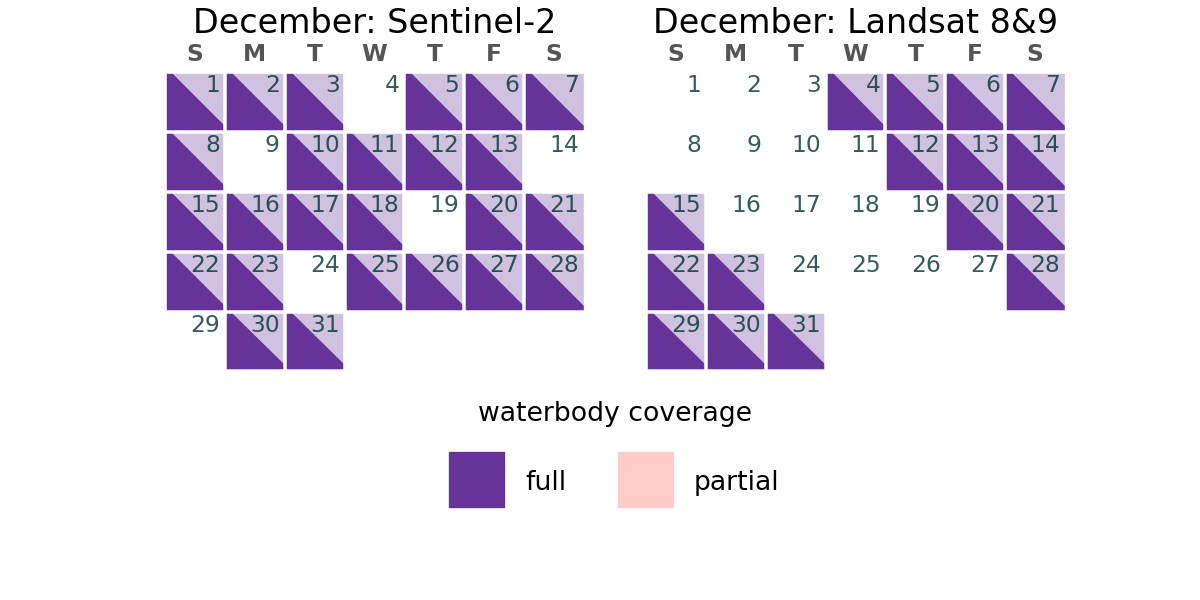 December: Sentinel-2
S M T W T F S
1 2 3 4 5 6 7
8 9 10 11 12 13 14
15 16 17 18 19 20 21
22 23 24 25 26 27 28
29 30 31
December: Landsat 8&9
S M T W T F S
1 2 3 4 5 6 7
8 9 10 11 12 13 14
15 16 17 18 19 20 21
22 23 24 25 26 27 28
29 30 31
waterbody coverage
full partial